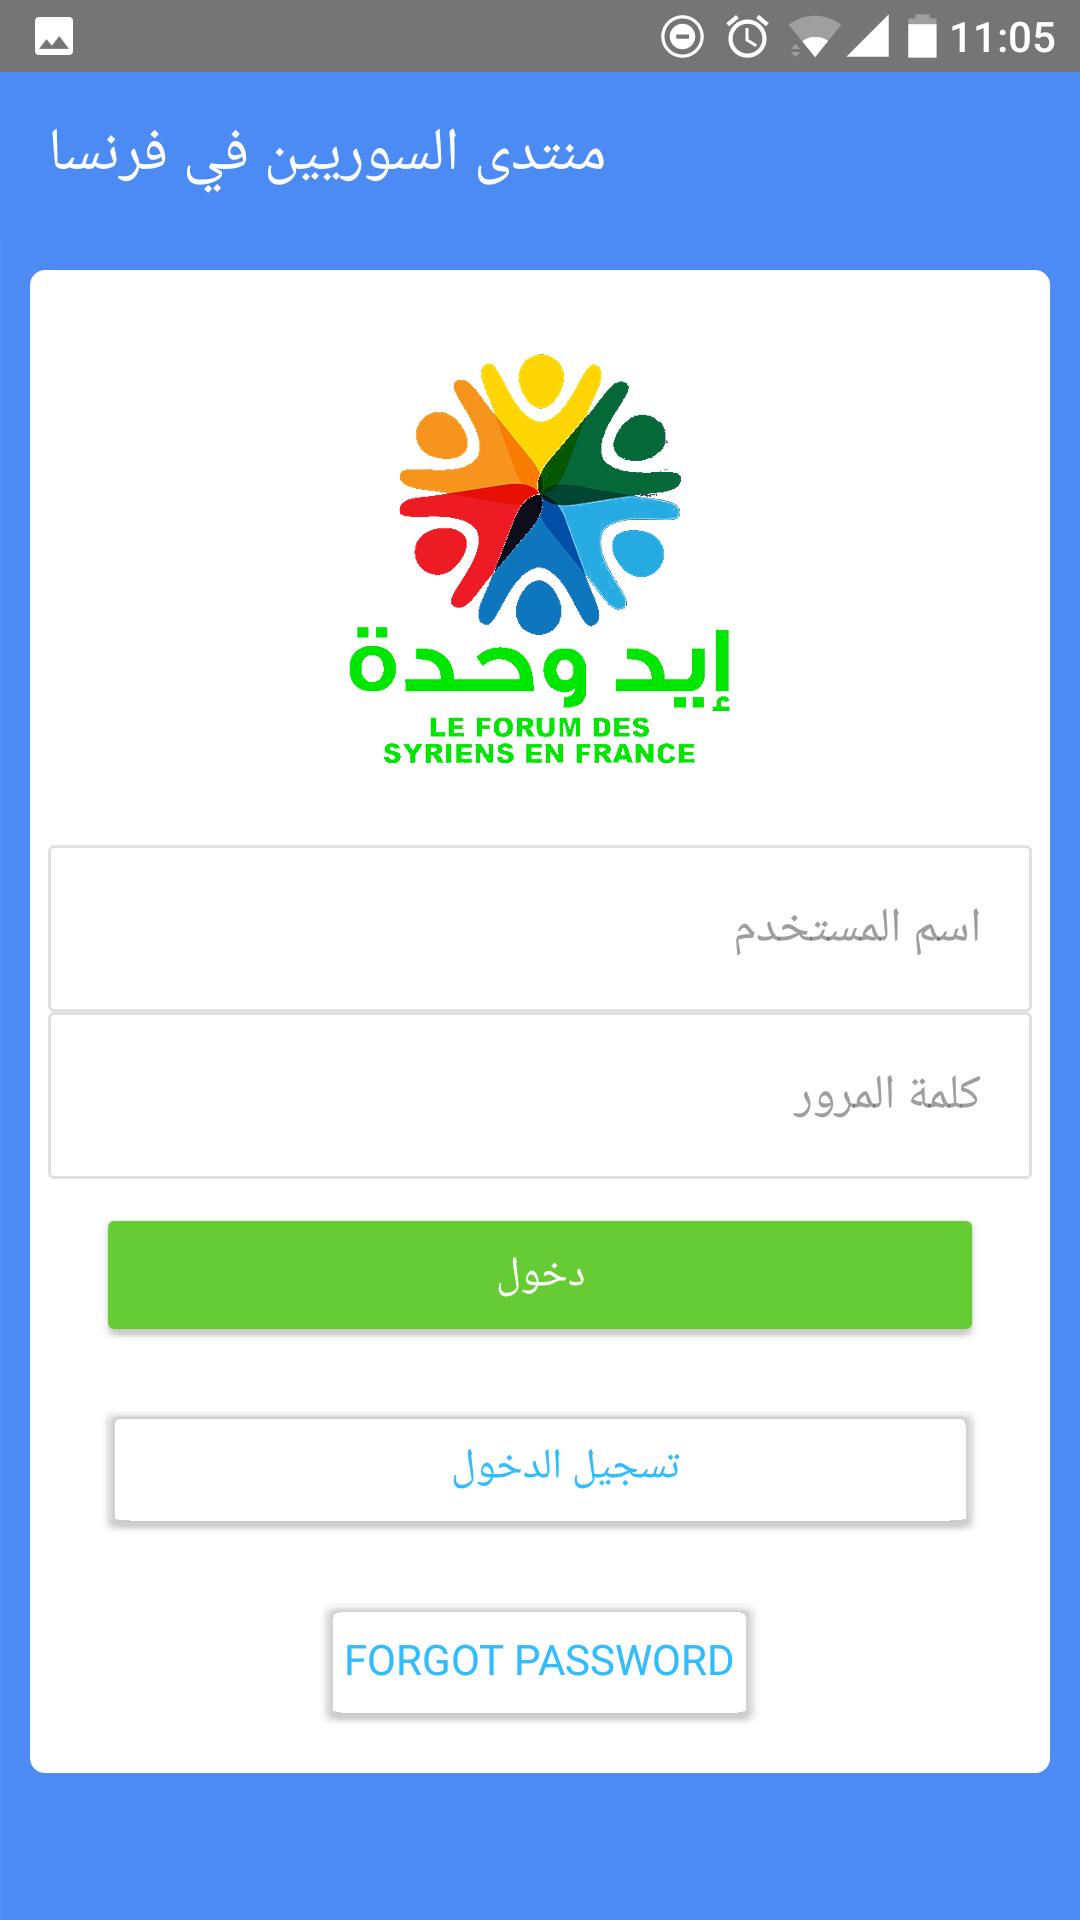 11:05
منتدى السوريين في فرنسا
إيد وحدة
LE FORUM DES
SYRIENS EN FRANCE
اسم المستخدم
كلمة المرور
دخول
تسجيل الدخول
FORGOT PASSWORD